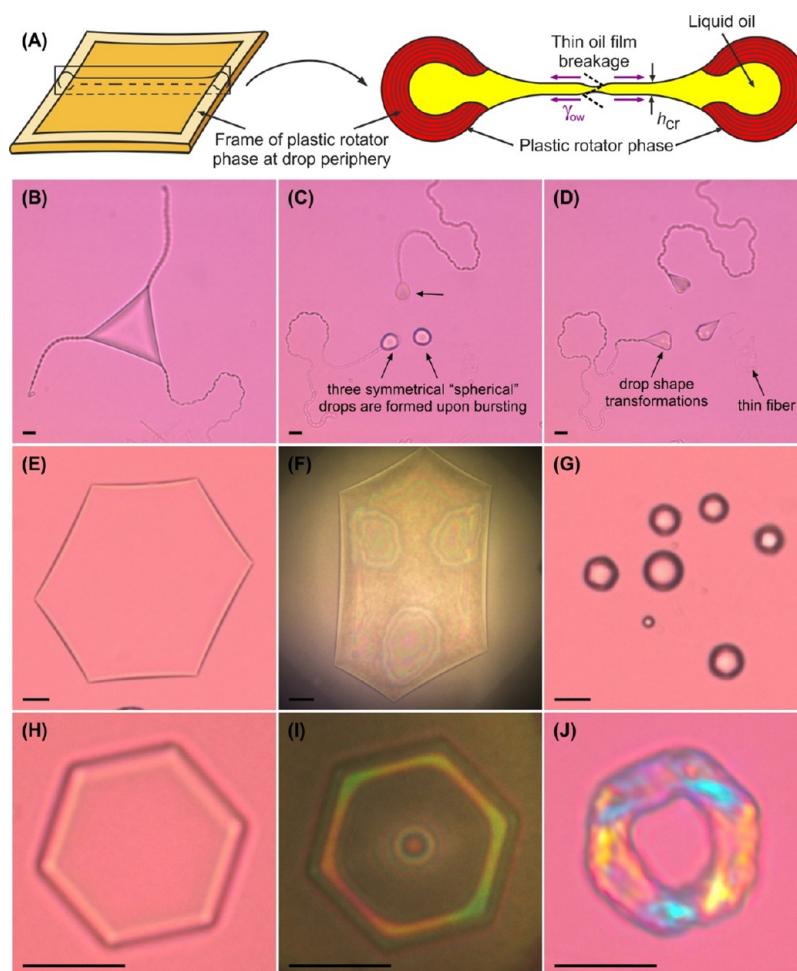 (A)
Frame of plastic rotator
phase at drop periphery
Thin oil film
breakage
Liquid oil
γow
hcr
Plastic rotator phase
(B)
(C)
three symmetrical “spherical”
drops are formed upon bursting
(D)
drop shape
transformations
thin fiber
(E)
(F)
(G)
(H)
(I)
(J)